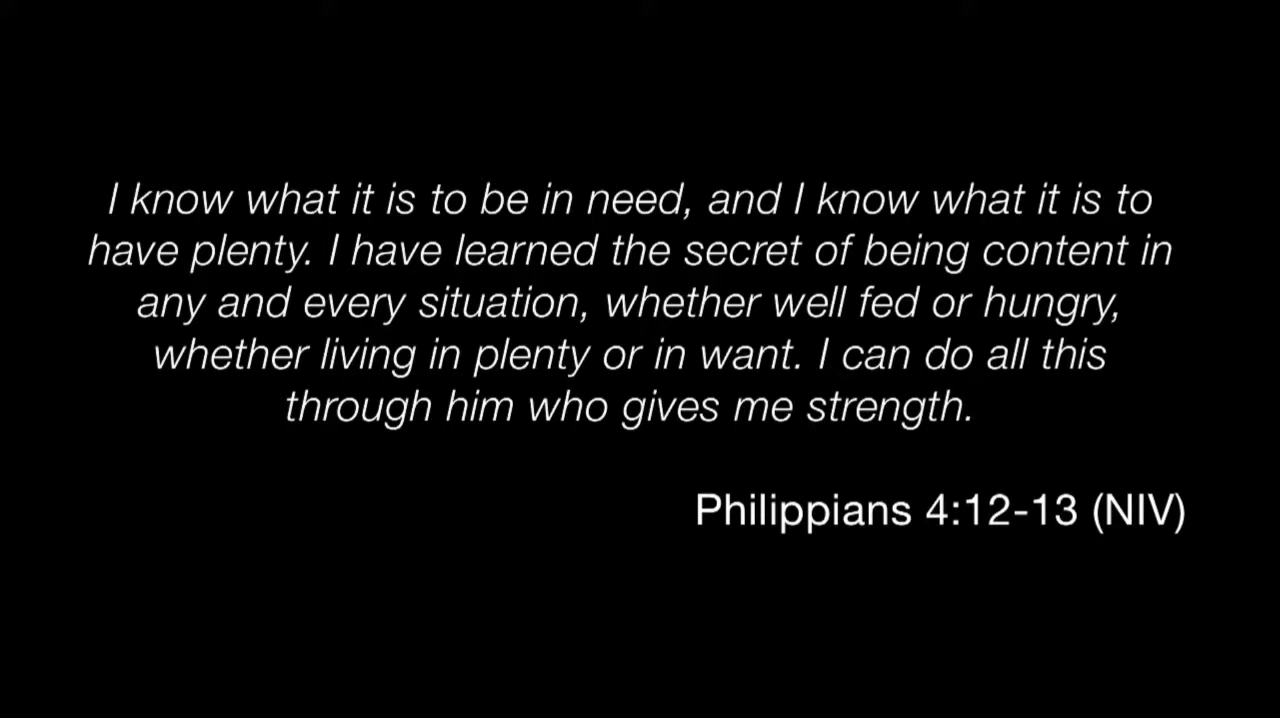 I know what it is to be in need, and I know what it is to
have plenty. I have learned the secret of being content in
any and every situation, whether well fed or hungry,
whether living in plenty or in want. I can do all this
through him who gives me strength.
Philippians 4:12-13 (NIV)